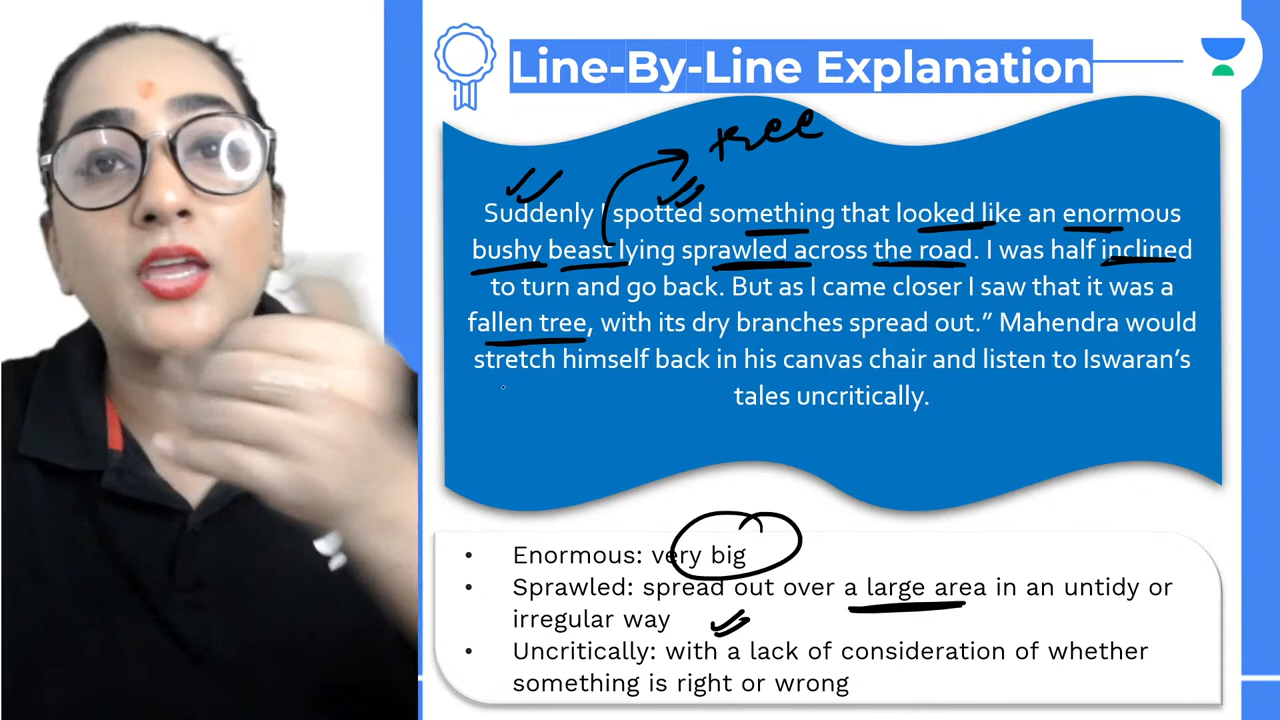 Line-By-Line Explanation
tree
Suddenly I spotted something that looked like an enormous
bushy beast lying sprawled across the road. I was half inclined
to turn and go back. But as I came closer I saw that it was a
fallen tree, with its dry branches spread out.” Mahendra would
stretch himself back in his canvas chair and listen to Iswaran’s
tales uncritically.
• Enormous: very big
• Sprawled: spread out over a large area in an untidy or
irregular way
• Uncritically: with a lack of consideration of whether
something is right or wrong